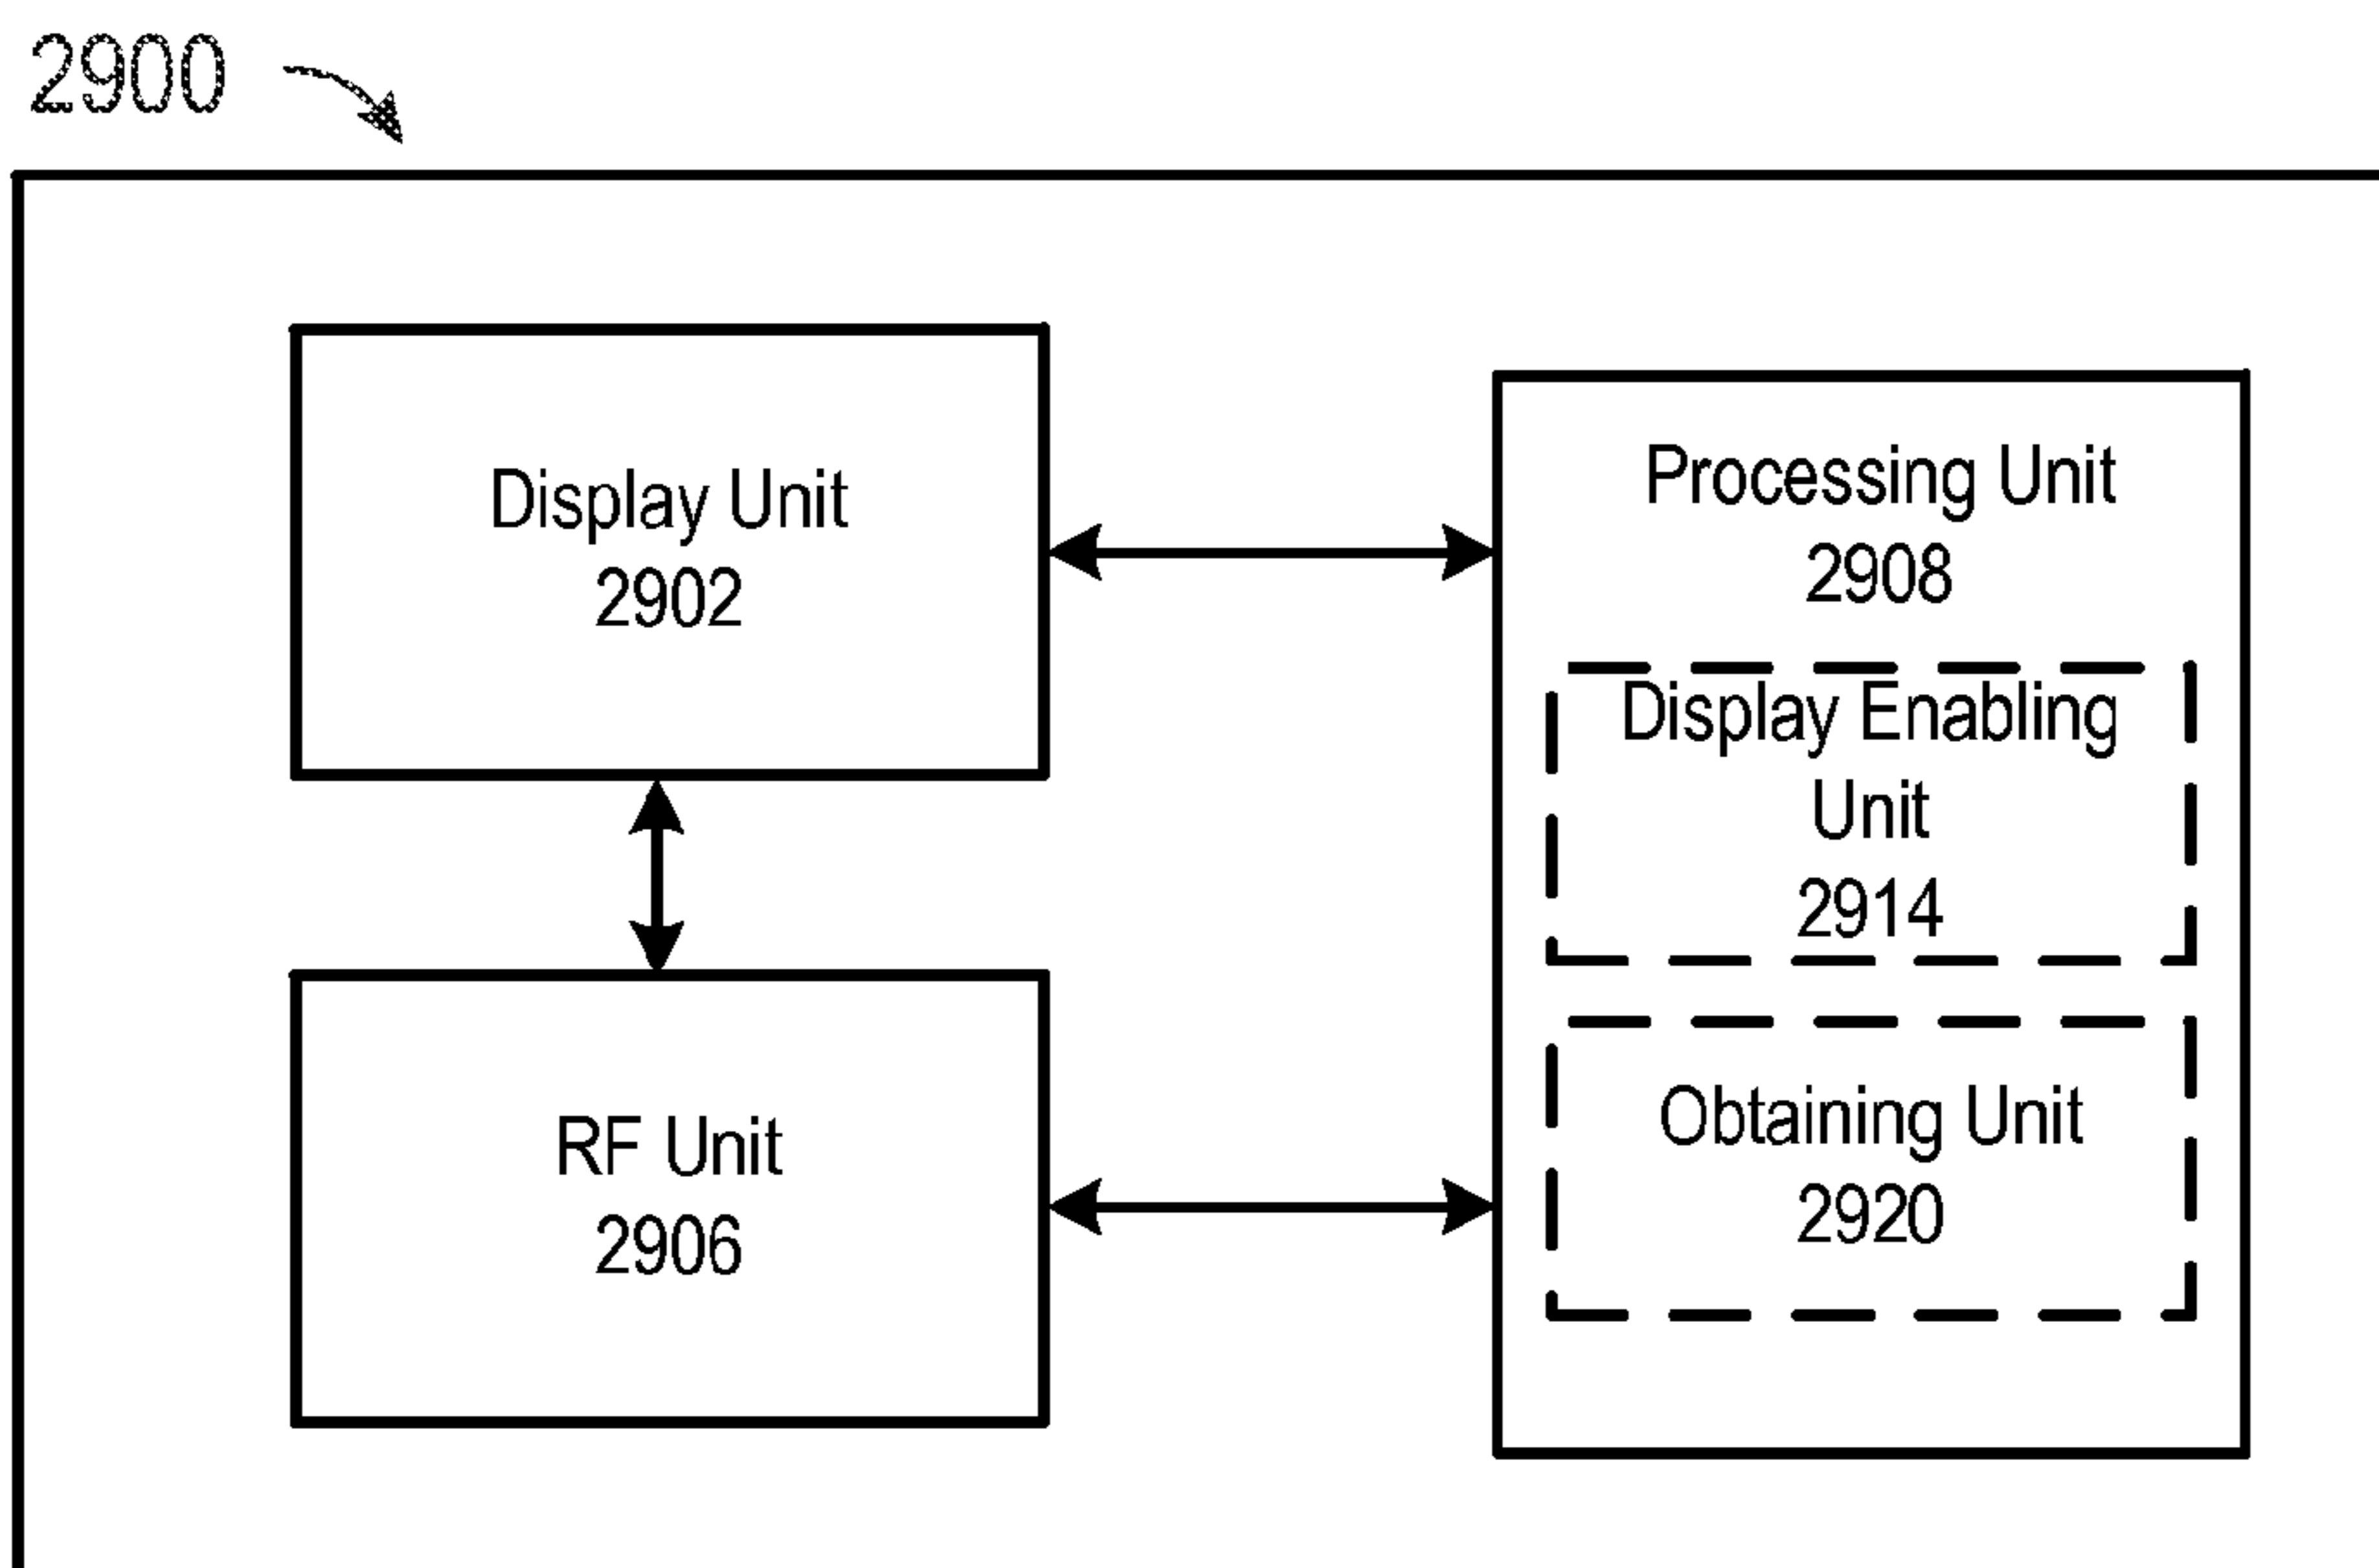 2900
Display Unit
2902
Processing Unit
2908
Display Enabling
Unit
2914
RF Unit
2906
Obtaining Unit
2920